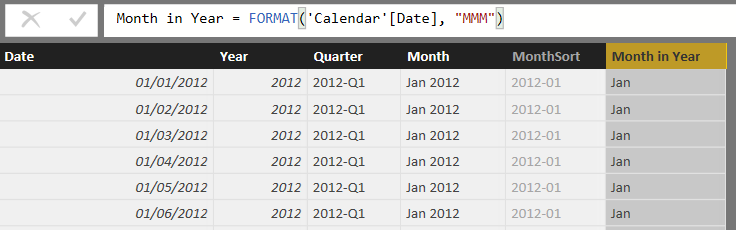 Month in Year = FORMAT('Calendar'[Date], "MMM")
Date Year Quarter Month MonthSort Month in Year
01/01/2012 2012 2012-Q1 Jan 2012 2012-01 Jan
01/02/2012 2012 2012-Q1 Jan 2012 2012-01 Jan
01/03/2012 2012 2012-Q1 Jan 2012 2012-01 Jan
01/04/2012 2012 2012-Q1 Jan 2012 2012-01 Jan
01/05/2012 2012 2012-Q1 Jan 2012 2012-01 Jan
01/06/2012 2012 2012-Q1 Jan 2012 2012-01 Jan